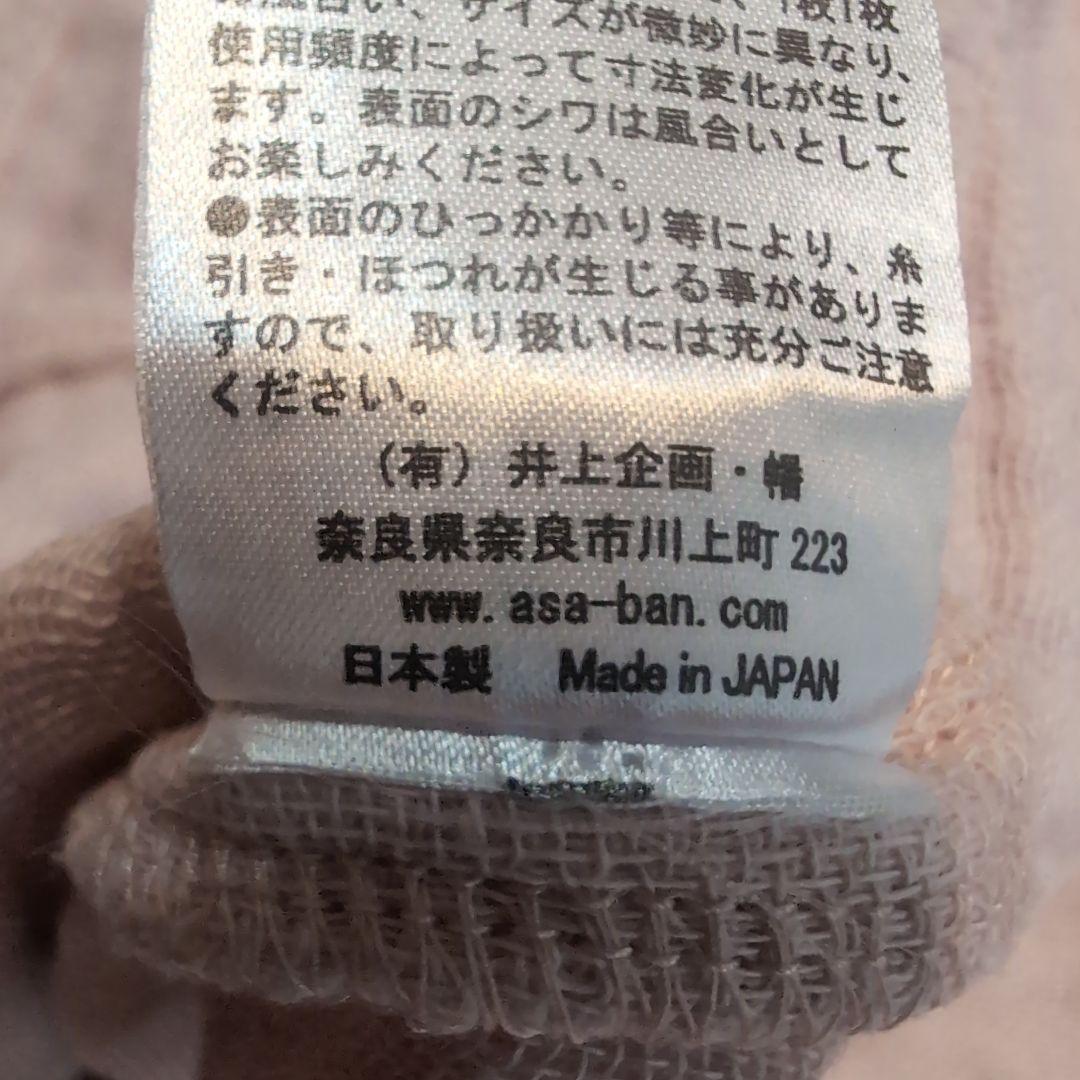 風合い、サイズが微妙に異なり、
使用頻度によって寸法変化が生じ
ます。表面のシワは風合いとして
お楽しみください。
●表面のひっかかり等により、糸
引き・ほつれが生じる事がありま
すので、取り扱いには充分ご注意
ください。
(有) 井上企画・幡
奈良県奈良市川上町 223
www.asa-ban.com
日本製 Made in JAPAN